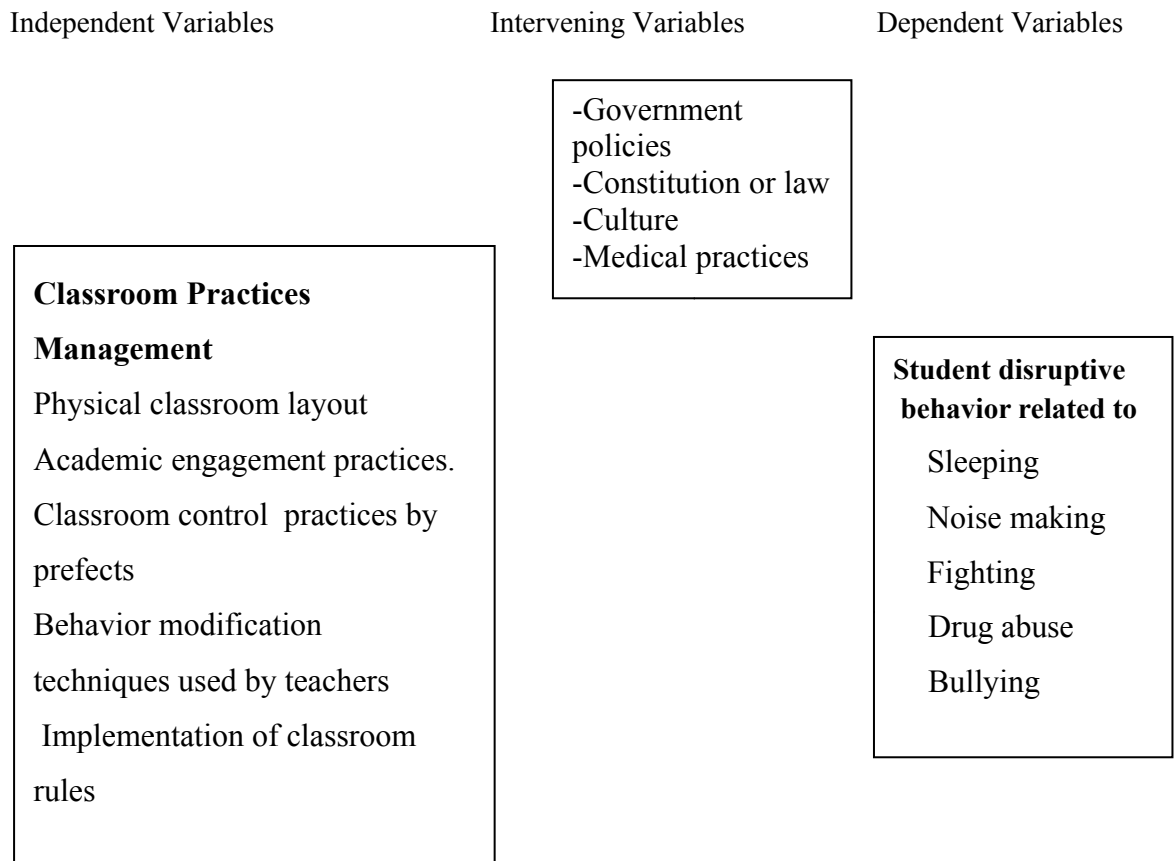 Independent Variables
Intervening Variables
Dependent Variables
-Government
policies
-Constitution or law
-Culture
-Medical practices
Classroom Practices
Management
Physical classroom layout
Academic engagement practices.
Classroom control practices by
prefects
Behavior modification
techniques used by teachers
Implementation of classroom
rules
Student disruptive
behavior related to
Sleeping
Noise making
Fighting
Drug abuse
Bullying